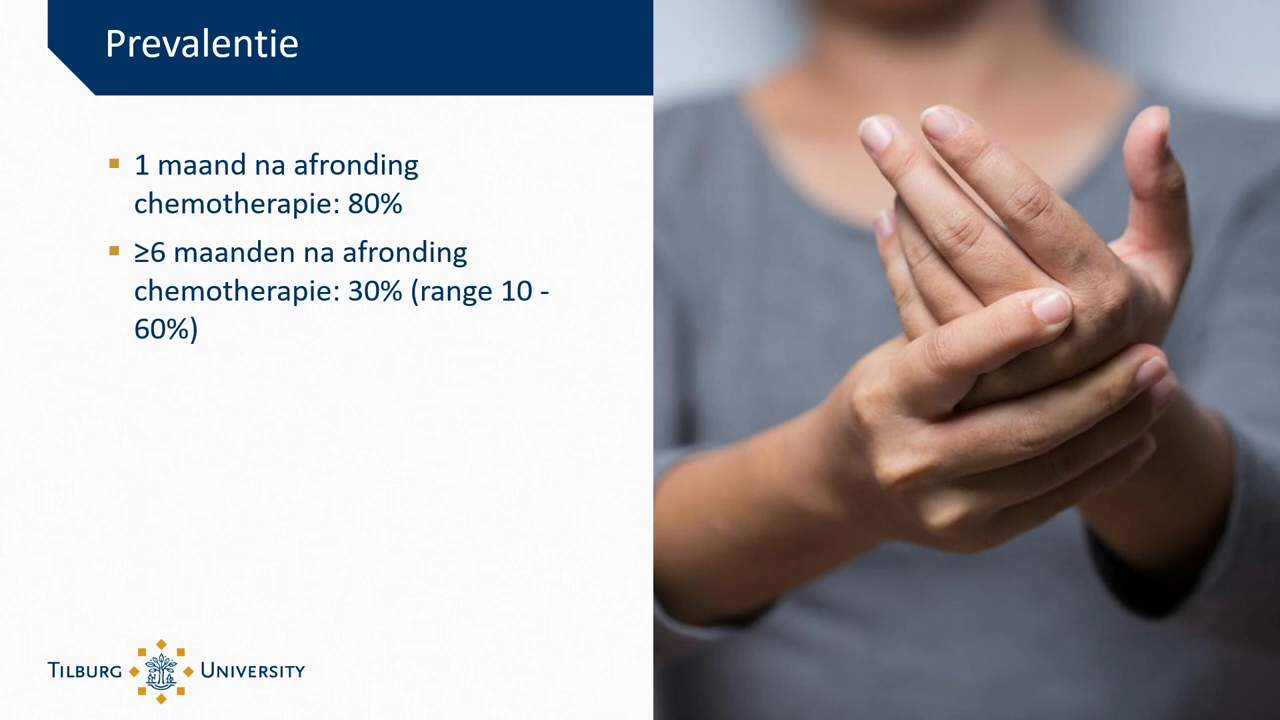 Prevalentie
▪ 1 maand na afronding
chemotherapie: 80%
▪ ≥6 maanden na afronding
chemotherapie: 30% (range 10 -
60%)
TILBURG UNIVERSITY